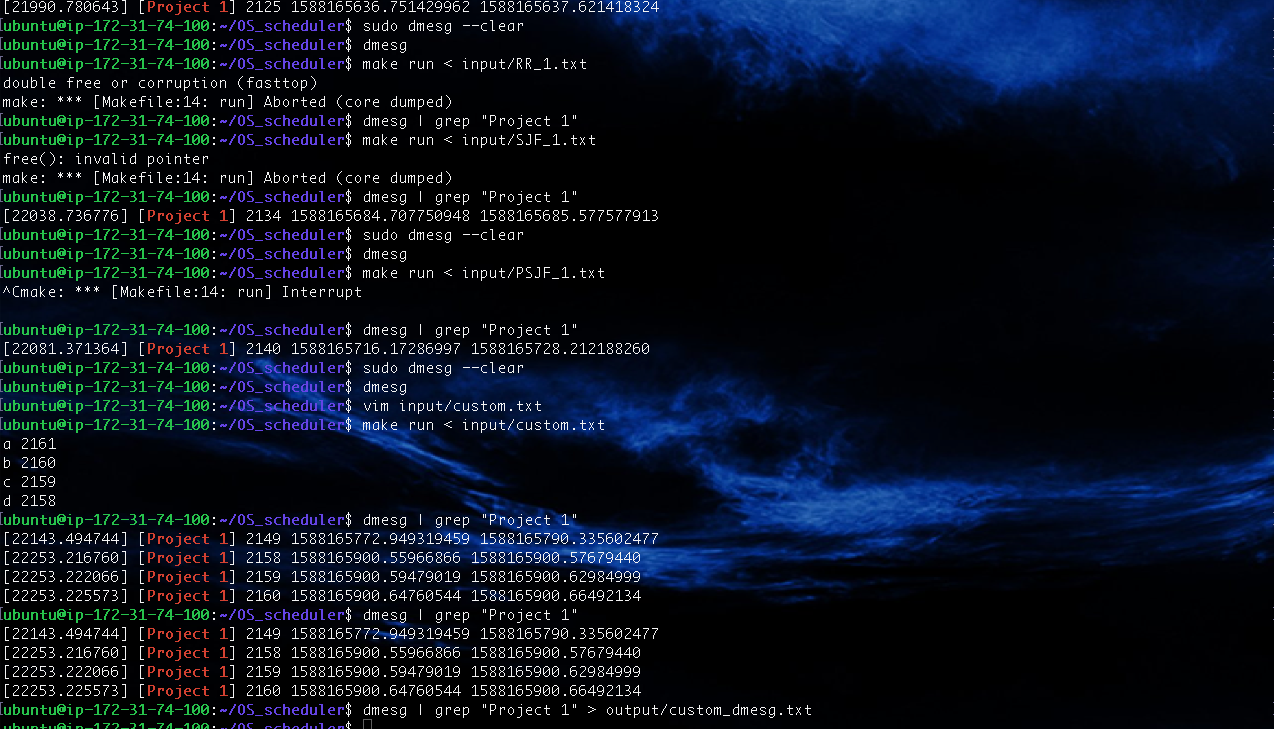 [21990.780643] [Project 1] 2125 1588165636.751429962 1588165637.621418324
ubuntu@ip-172-31-74-100:~/OS_scheduler$ sudo dmesg --clear
ubuntu@ip-172-31-74-100:~/OS_scheduler$ dmesg
ubuntu@ip-172-31-74-100:~/OS_scheduler$ make run < input/RR_1.txt
double free or corruption (fasttop)
make: *** [Makefile:14: run] Aborted (core dumped)
ubuntu@ip-172-31-74-100:~/OS_scheduler$ dmesg | grep "Project 1"
ubuntu@ip-172-31-74-100:~/OS_scheduler$ make run < input/SJF_1.txt
free(): invalid pointer
make: *** [Makefile:14: run] Aborted (core dumped)
ubuntu@ip-172-31-74-100:~/OS_scheduler$ dmesg | grep "Project 1"
[22038.736776] [Project 1] 2134 1588165684.707750948 1588165685.577577913
ubuntu@ip-172-31-74-100:~/OS_scheduler$ sudo dmesg --clear
ubuntu@ip-172-31-74-100:~/OS_scheduler$ dmesg
ubuntu@ip-172-31-74-100:~/OS_scheduler$ make run < input/PSJF_1.txt
^Cmake: *** [Makefile:14: run] Interrupt
ubuntu@ip-172-31-74-100:~/OS_scheduler$ dmesg | grep "Project 1"
[22081.371364] [Project 1] 2140 1588165716.17286997 1588165728.212188260
ubuntu@ip-172-31-74-100:~/OS_scheduler$ sudo dmesg --clear
ubuntu@ip-172-31-74-100:~/OS_scheduler$ dmesg
ubuntu@ip-172-31-74-100:~/OS_scheduler$ vim input/custom.txt
ubuntu@ip-172-31-74-100:~/OS_scheduler$ make run < input/custom.txt
a 2161
b 2160
c 2159
d 2158
ubuntu@ip-172-31-74-100:~/OS_scheduler$ dmesg | grep "Project 1"
[22143.494744] [Project 1] 2149 1588165772.949319459 1588165790.335602477
[22253.216760] [Project 1] 2158 1588165900.55966866 1588165900.57679440
[22253.222066] [Project 1] 2159 1588165900.59479019 1588165900.62984999
[22253.225573] [Project 1] 2160 1588165900.64760544 1588165900.66492134
ubuntu@ip-172-31-74-100:~/OS_scheduler$ dmesg | grep "Project 1"
[22143.494744] [Project 1] 2149 1588165772.949319459 1588165790.335602477
[22253.216760] [Project 1] 2158 1588165900.55966866 1588165900.57679440
[22253.222066] [Project 1] 2159 1588165900.59479019 1588165900.62984999
[22253.225573] [Project 1] 2160 1588165900.64760544 1588165900.66492134
ubuntu@ip-172-31-74-100:~/OS_scheduler$ dmesg | grep "Project 1" > output/custom_dmesg.txt
ubuntu@ip-172-31-74-100:~/OS_scheduler$